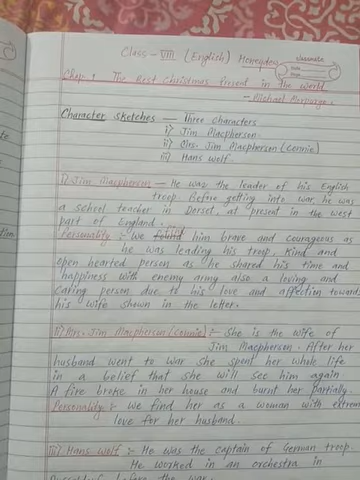 Class - VIII (English) Honeydew
classmate
Date
Page
Chap. 1 The Best Christmas Present in the World
- Michael Morpurgo
Character sketches - Three characters
i) Jim Macpherson
ii) Mrs. Jim Macpherson (Connie)
iii) Hans Wolf.
i) Jim Macpherson - He was the leader of his English
troop. Before getting into war, he was
a school teacher in Dorset, at present in the west
part of England.
Personality :- We found him brave and courageous as
he was leading his troop. Kind and
open hearted person as he shared his time and
happiness with enemy army also a loving and
caring person due to his love and affection towards
his wife shown in the letter.
ii) Mrs. Jim Macpherson (Connie) :- She is the wife of
Jim Macpherson. After her
husband went to war she spent her whole life
in a belief that she will see him again
A fire broke in her house and burnt her partially.
Personality :- We find her as a woman with extrem
love for her husband.
iii) Hans Wolf :- He was the captain of German troop.
He worked in an orchestra in
Dusseldorf before the war.